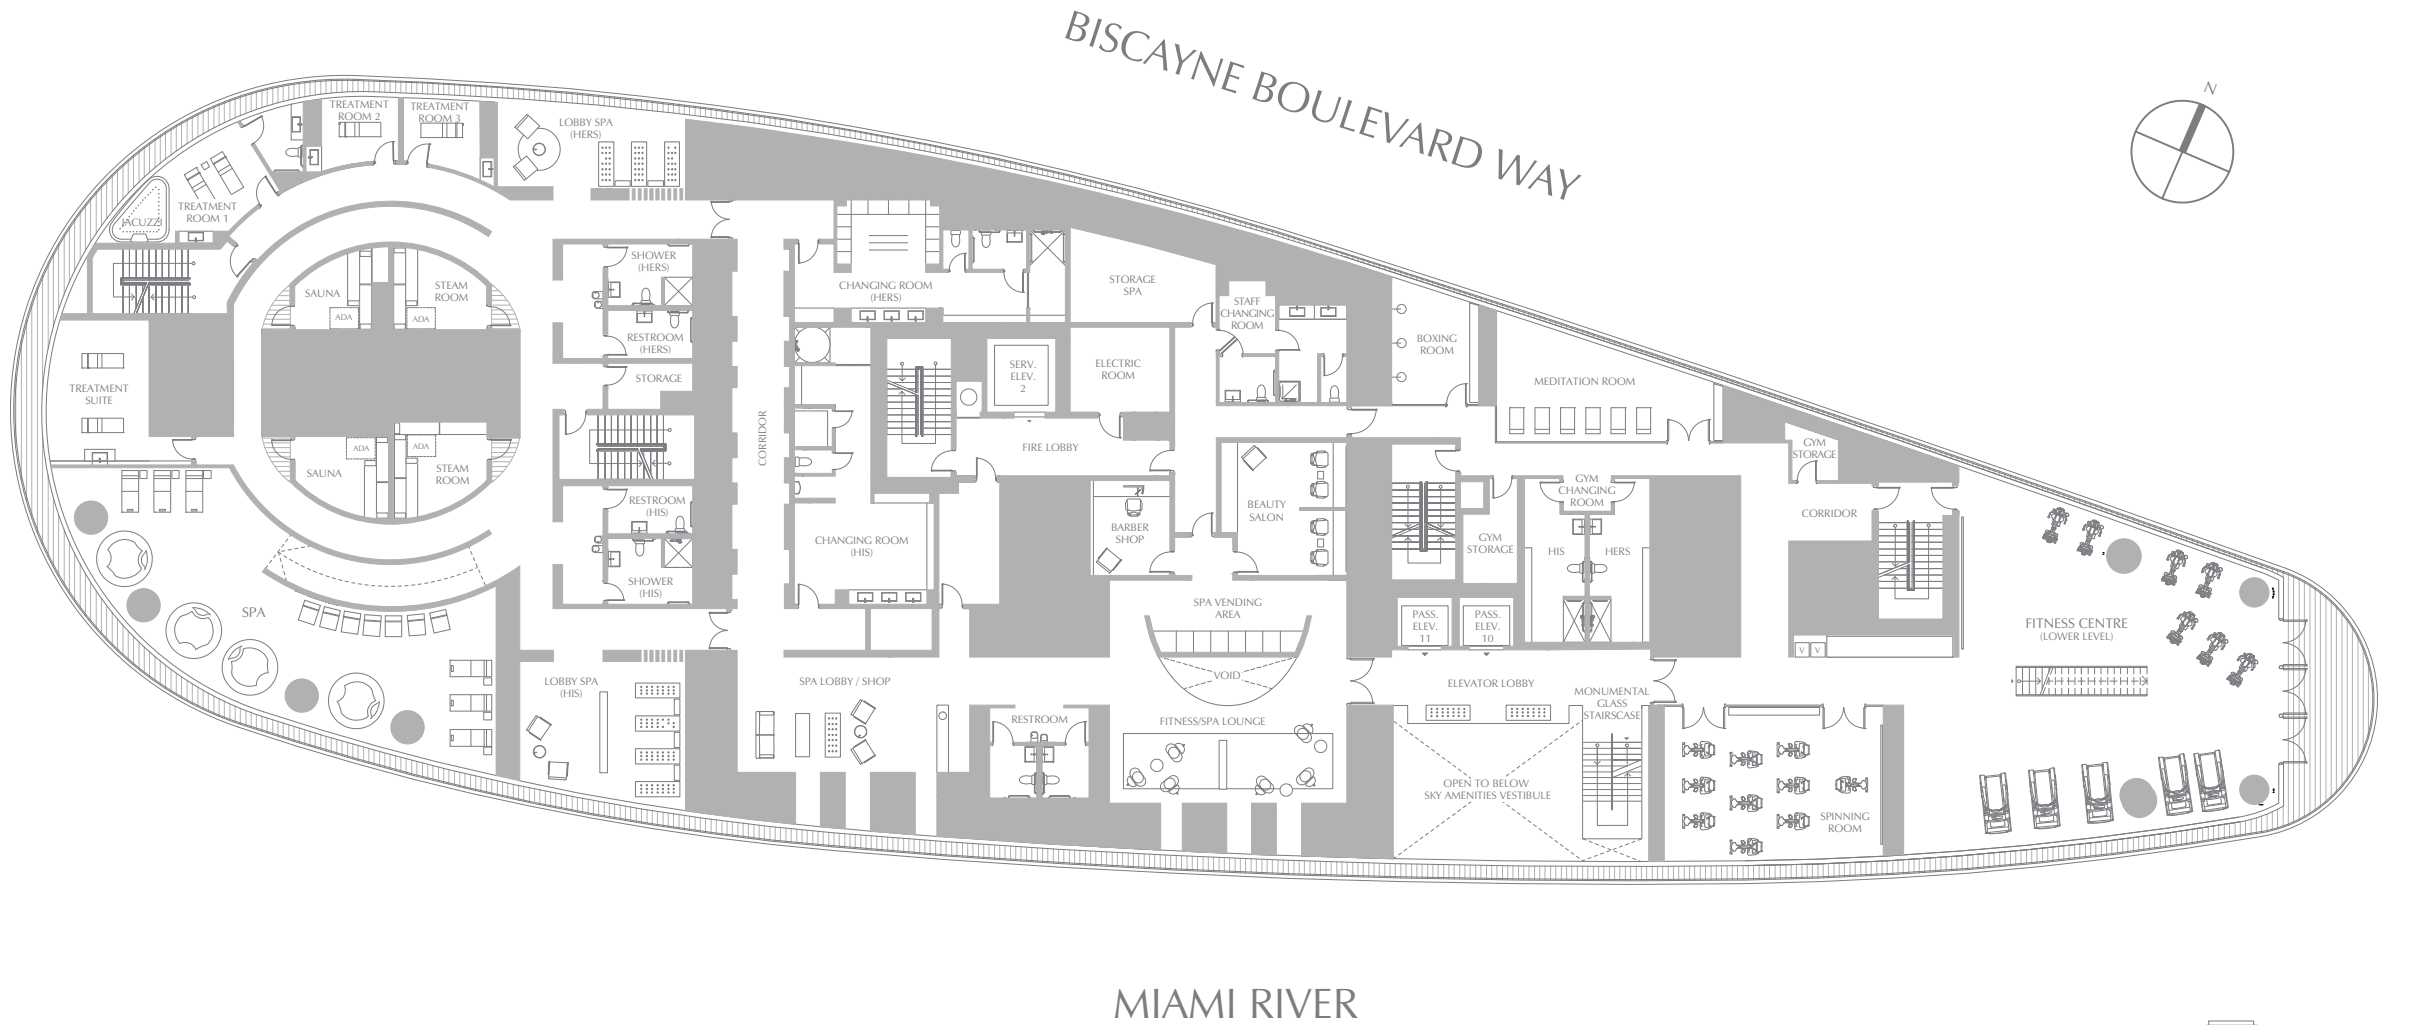 BISCAYNE BOULEVARD WAY
N
TREATMENT
ROOM 2
TREATMENT
ROOM 3
LOBBY SPA
(HERS)
JACUZZI
TREATMENT
ROOM 1
SAUNA
STEAM
ROOM
ADA
ADA
SHOWER
(HERS)
RESTROOM
(HERS)
STORAGE
CHANGING ROOM
(HERS)
STORAGE
SPA
STAFF
CHANGING
ROOM
BOXING
ROOM
SERV.
ELEV.
2
ELECTRIC
ROOM
MEDITATION ROOM
TREATMENT
SUITE
CORRIDOR
FIRE LOBBY
GYM
STORAGE
ADA
ADA
SAUNA
STEAM
ROOM
RESTROOM
(HIS)
SHOWER
(HIS)
CHANGING ROOM
(HIS)
BARBER
SHOP
BEAUTY
SALON
GYM
CHANGING
ROOM
GYM
STORAGE
HIS
HERS
CORRIDOR
SPA
SPA VENDING
AREA
PASS.
ELEV.
11
PASS.
ELEV.
10
V
V
FITNESS CENTRE
(LOWER LEVEL)
LOBBY SPA
(HIS)
SPA LOBBY / SHOP
VOID
ELEVATOR LOBBY
MONUMENTAL
GLASS
STAIRSCASE
RESTROOM
FITNESS/SPA LOUNGE
OPEN TO BELOW
SKY AMENITIES VESTIBULE
SPINNING
ROOM
MIAMI RIVER